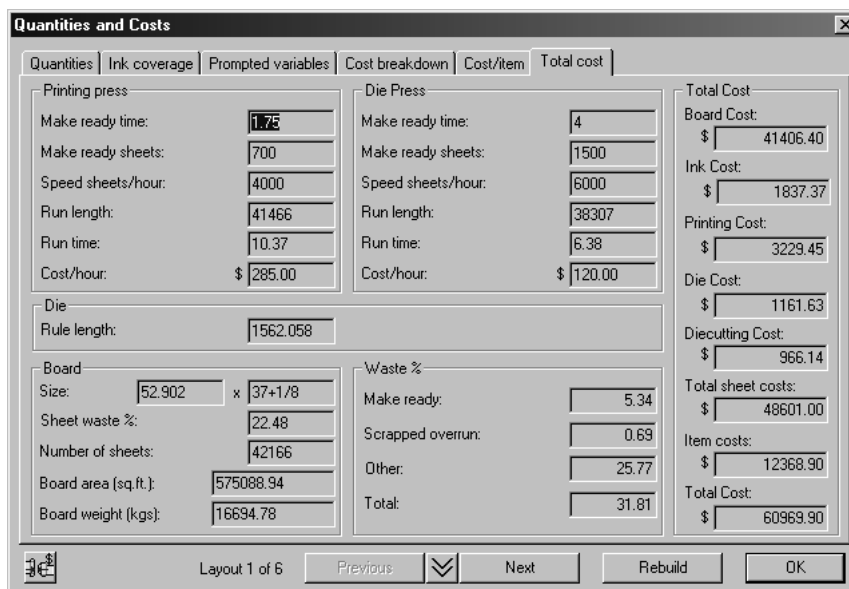 Quantities and Costs
Quantities Ink coverage Prompted variables Cost breakdown Cost/item Total cost
Printing press
Make ready time: 1.75
Make ready sheets: 700
Speed sheets/hour: 4000
Run length: 41466
Run time: 10.37
Cost/hour: $ 285.00
Die Press
Make ready time: 4
Make ready sheets: 1500
Speed sheets/hour: 6000
Run length: 38307
Run time: 6.38
Cost/hour: $ 120.00
Die
Rule length: 1562.058
Board
Size: 52.902 x 37+1/8
Sheet waste %: 22.48
Number of sheets: 42166
Board area (sq.ft.): 575088.94
Board weight (kgs): 16694.78
Waste %
Make ready: 5.34
Scrapped overrun: 0.69
Other: 25.77
Total: 31.81
Total Cost
Board Cost:
$ 41406.40
Ink Cost:
$ 1837.37
Printing Cost:
$ 3229.45
Die Cost:
$ 1161.63
Diecutting Cost:
$ 966.14
Total sheet costs:
$ 48601.00
Item costs:
$ 12368.90
Total Cost:
$ 60969.90
Layout 1 of 6 Previous Next Rebuild OK